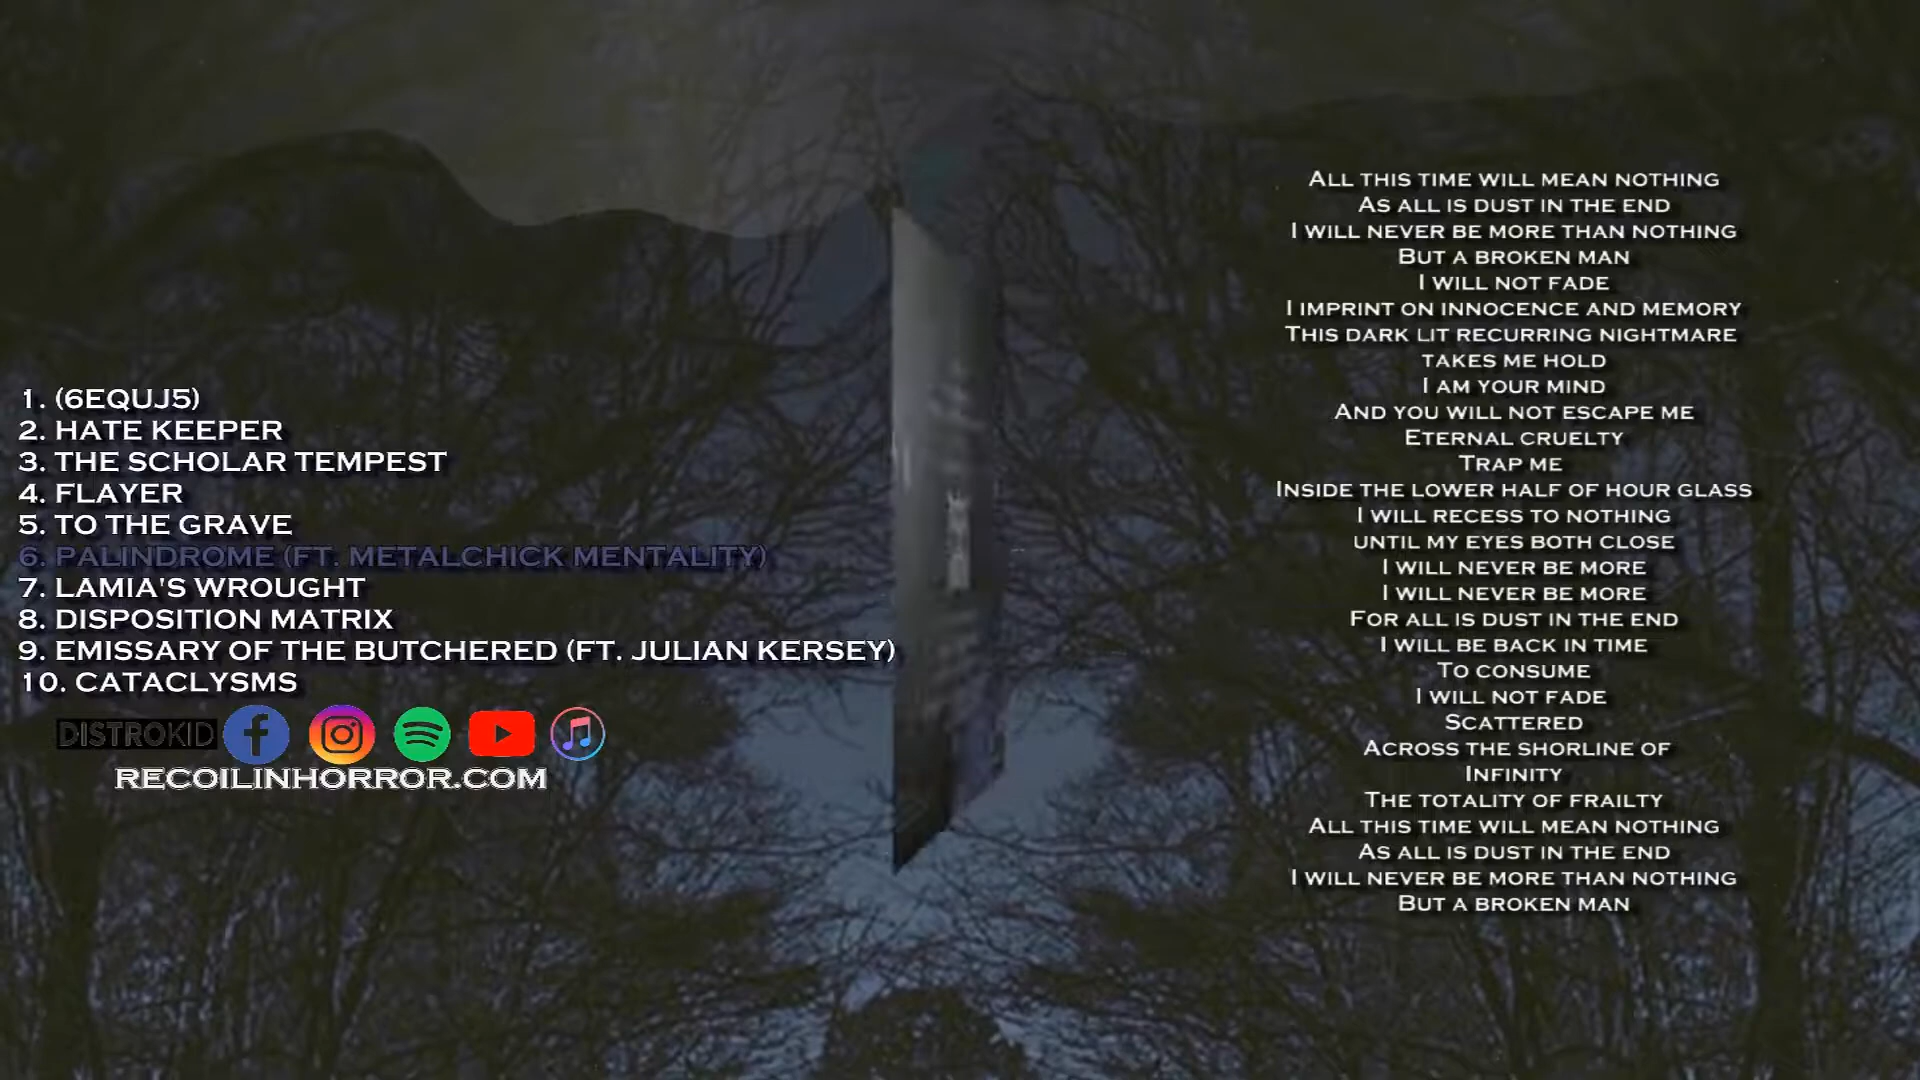 1. (6EQUJ5)
2. HATE KEEPER
3. THE SCHOLAR TEMPEST
4. FLAYER
5. TO THE GRAVE
6. PALINDROME (FT. METALCHICK MENTALITY)
7. LAMIA'S WROUGHT
8. DISPOSITION MATRIX
9. EMISSARY OF THE BUTCHERED (FT. JULIAN KERSEY)
10. CATACLYSMS
DISTROKID
RECOILINHORROR.COM
ALL THIS TIME WILL MEAN NOTHING
AS ALL IS DUST IN THE END
I WILL NEVER BE MORE THAN NOTHING
BUT A BROKEN MAN
I WILL NOT FADE
I IMPRINT ON INNOCENCE AND MEMORY
THIS DARK LIT RECURRING NIGHTMARE
TAKES ME HOLD
I AM YOUR MIND
AND YOU WILL NOT ESCAPE ME
ETERNAL CRUELTY
TRAP ME
INSIDE THE LOWER HALF OF HOUR GLASS
I WILL RECESS TO NOTHING
UNTIL MY EYES BOTH CLOSE
I WILL NEVER BE MORE
I WILL NEVER BE MORE
FOR ALL IS DUST IN THE END
I WILL BE BACK IN TIME
TO CONSUME
I WILL NOT FADE
SCATTERED
ACROSS THE SHORLINE OF
INFINITY
THE TOTALITY OF FRAILTY
ALL THIS TIME WILL MEAN NOTHING
AS ALL IS DUST IN THE END
I WILL NEVER BE MORE THAN NOTHING
BUT A BROKEN MAN